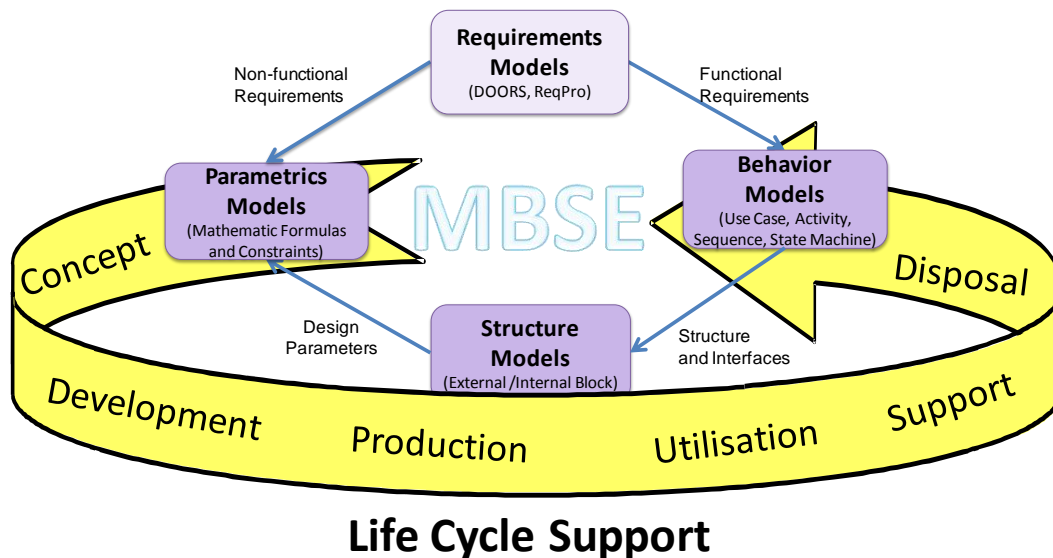 Requirements
Models
(DOORS, ReqPro)
Non-functional
Requirements
Functional
Requirements
Parametrics
Models
(Mathematic Formulas
and Constraints)
MBSE
Behavior
Models
(Use Case, Activity,
Sequence, State Machine)
Concept
Disposal
Design
Parameters
Structure
Models
(External /Internal Block)
Structure
and Interfaces
Development
Production
Utilisation
Support
Life Cycle Support